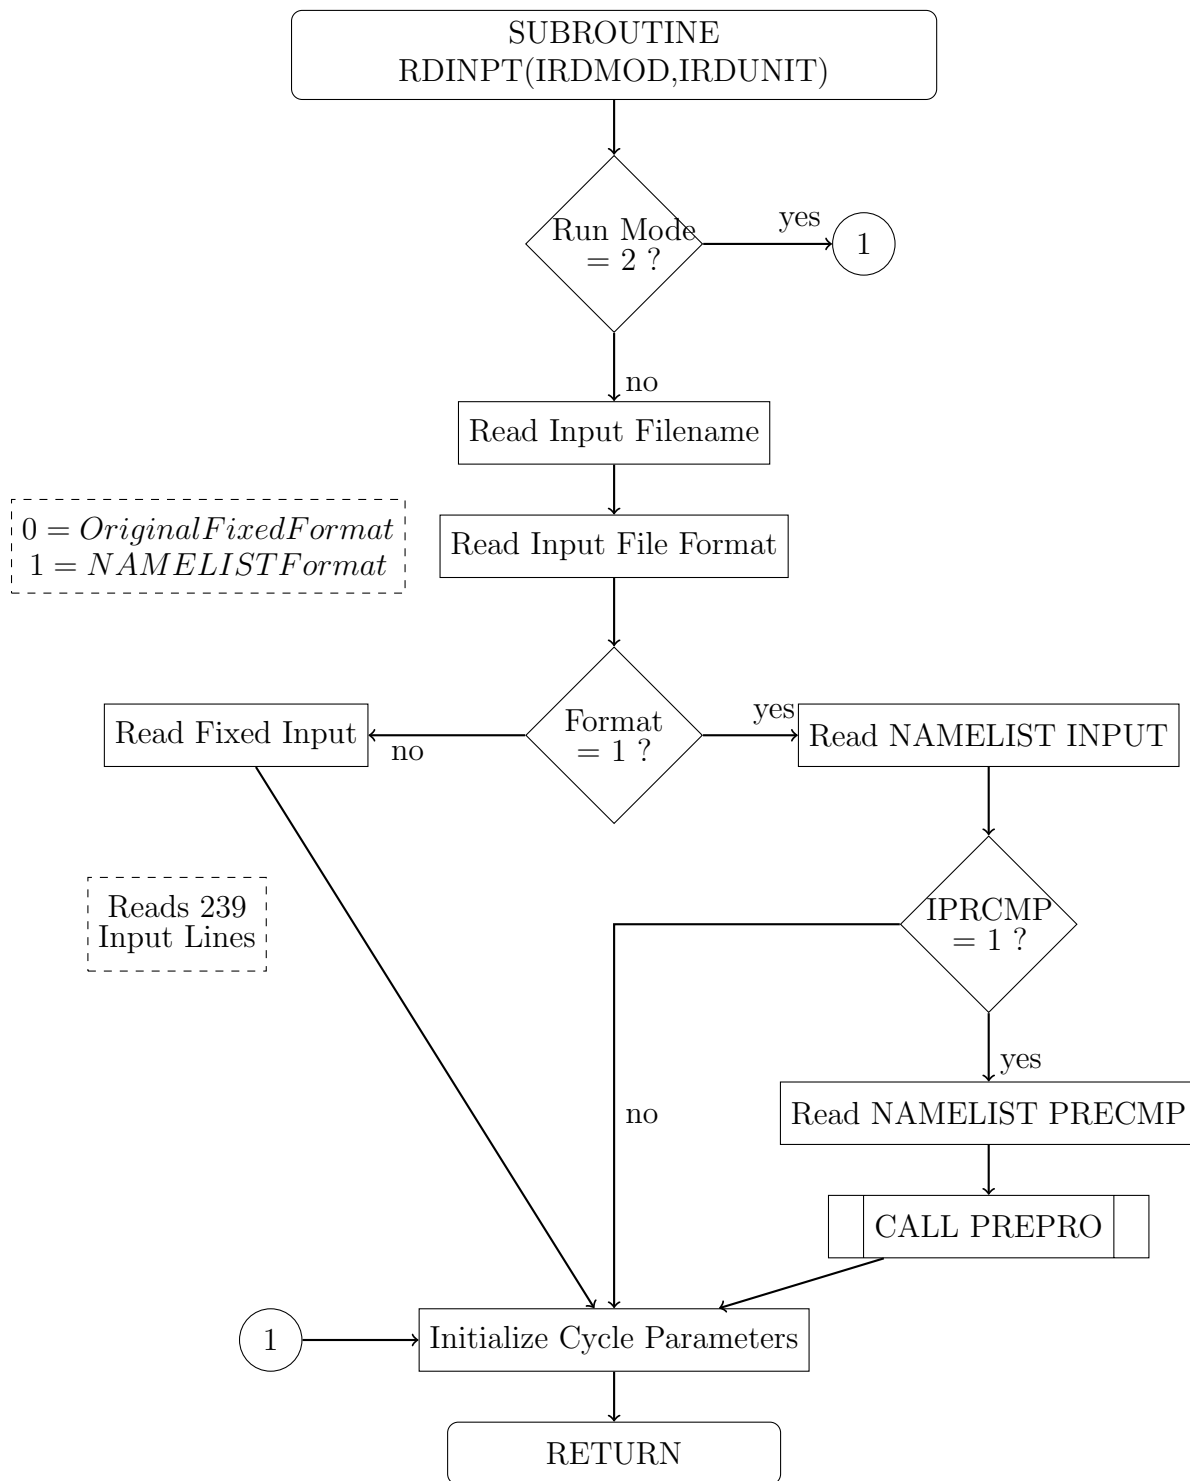 SUBROUTINE
RDINPT(IRDMOD,IRDUNIT)
Run Mode
= 2 ?
yes
1
no
Read Input Filename
0 = OriginalFixedFormat
1 = NAMELISTFormat
Read Input File Format
Read Fixed Input
no
Format
= 1 ?
yes
Read NAMELIST INPUT
Reads 239
Input Lines
IPRCMP
= 1 ?
yes
no
Read NAMELIST PRECMP
CALL PREPRO
1
Initialize Cycle Parameters
RETURN